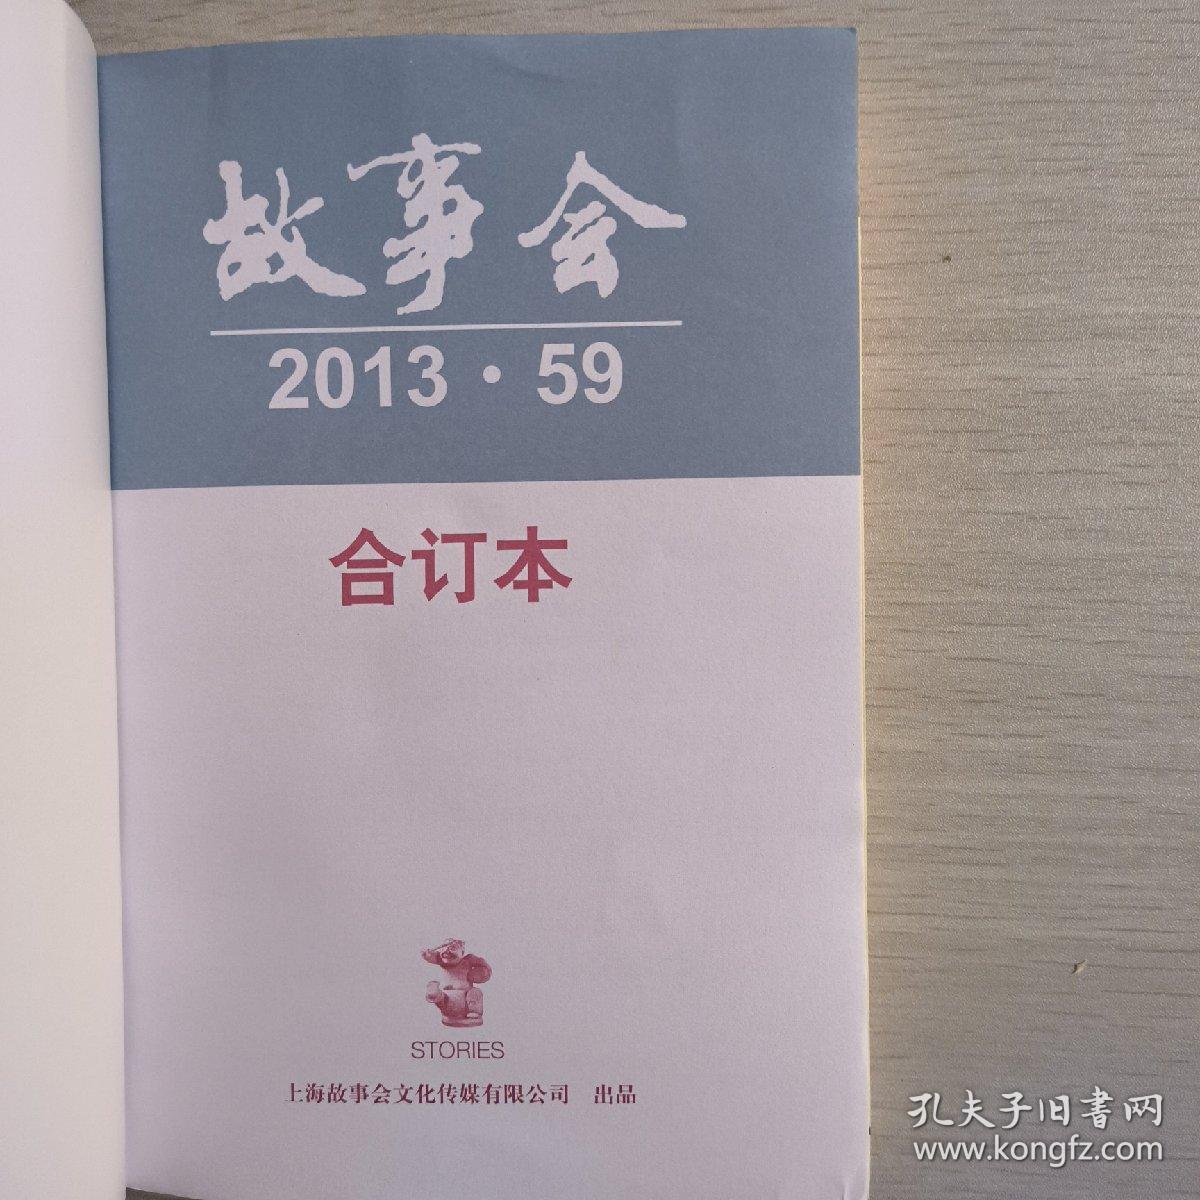 故事会
2013·59
合订本
STORIES
上海故事会文化传媒有限公司 出品
孔夫子旧书网
www.kongfz.com